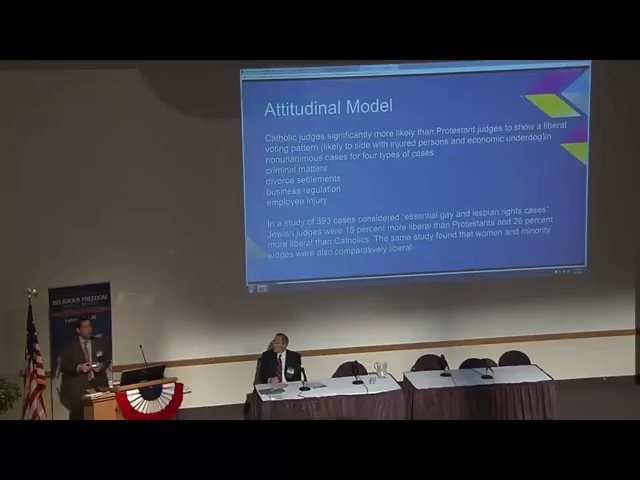 Attitudinal Model
Catholic judges significantly more likely than Protestant judges to show a liberal
voting pattern (likely to side with injured persons and economic underdog)in
nonunanimous cases for four types of cases:
criminal matters
divorce settlements
business regulation
employee injury
In a study of 393 cases considered “essential gay and lesbian rights cases”
Jewish judges were 15 percent more liberal than Protestants and 26 percent
more liberal than Catholics. The same study found that women and minority
judges were also comparatively liberal.
RELIGIOUS FREEDOM